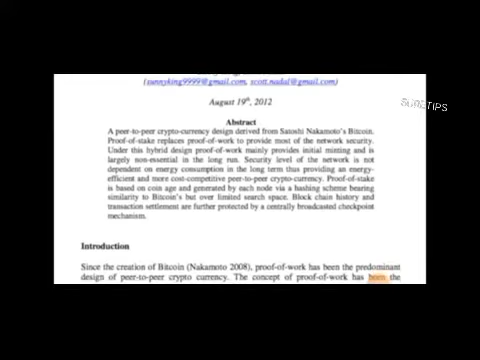 (sunnyking9999@gmail.com, scott.nadal@gmail.com)
August 19th, 2012
SURETIPS
Abstract
A peer-to-peer crypto-currency design derived from Satoshi Nakamoto's Bitcoin.
Proof-of-stake replaces proof-of-work to provide most of the network security.
Under this hybrid design proof-of-work mainly provides initial minting and is
largely non-essential in the long run. Security level of the network is not
dependent on energy consumption in the long term thus providing an energy-
efficient and more cost-competitive peer-to-peer crypto-currency. Proof-of-stake
is based on coin age and generated by each node via a hashing scheme bearing
similarity to Bitcoin's but over limited search space. Block chain history and
transaction settlement are further protected by a centrally broadcasted checkpoint
mechanism.
Introduction
Since the creation of Bitcoin (Nakamoto 2008), proof-of-work has been the predominant
design of peer-to-peer crypto currency. The concept of proof-of-work has been the